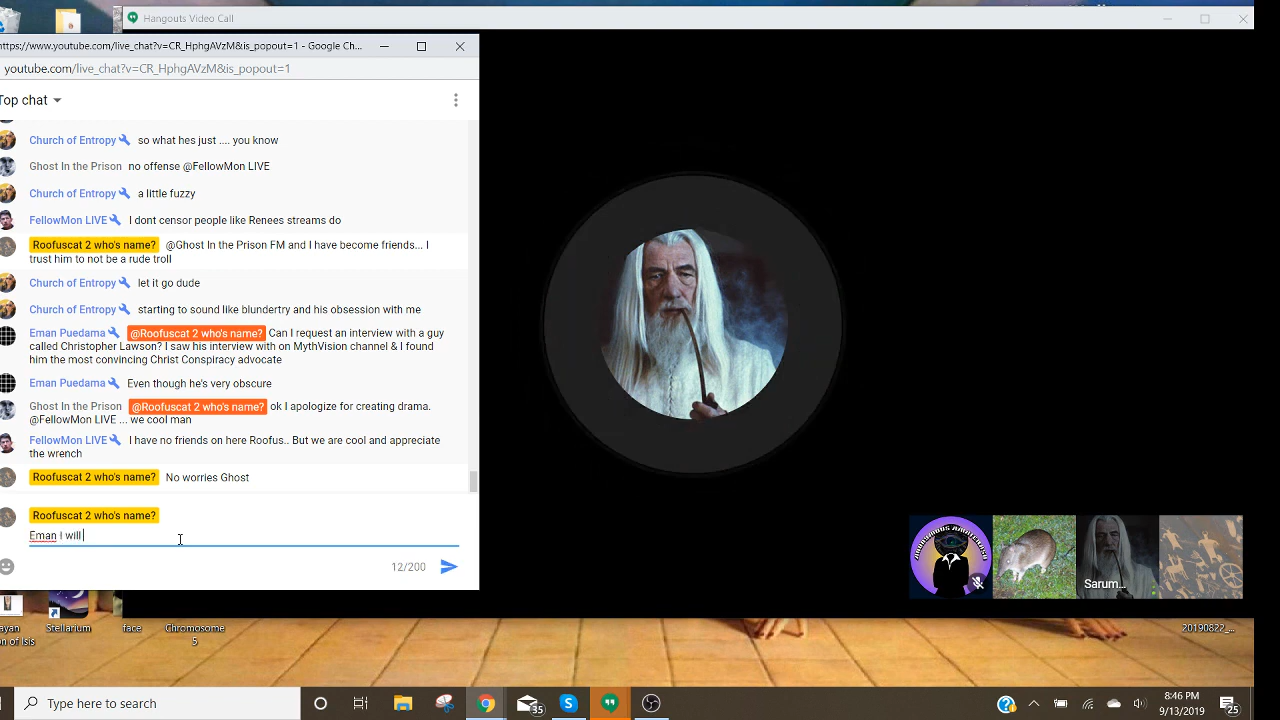 Hangouts Video Call
https://www.youtube.com/live_chat?v=CR_HphgAVzM&is_popout=1 - Google Ch...
youtube.com/live_chat?v=CR_HphgAVzM&is_popout=1
Top chat
Church of Entropy so what hes just .... you know
Ghost In the Prison no offense @FellowMon LIVE
Church of Entropy a little fuzzy
FellowMon LIVE I dont censor people like Renees streams do
Roofuscat 2 who's name? @Ghost In the Prison FM and I have become friends... I
trust him to not be a rude troll
Church of Entropy let it go dude
Church of Entropy starting to sound like blundertry and his obsession with me
Eman Puedama @Roofuscat 2 who's name? Can I request an interview with a guy
called Christopher Lawson? I saw his interview with on MythVision channel & I found
him the most convincing Christ Conspiracy advocate
Eman Puedama Even though he's very obscure
Ghost In the Prison @Roofuscat 2 who's name? ok I apologize for creating drama.
@FellowMon LIVE ... we cool man
FellowMon LIVE I have no friends on here Roofus.. But we are cool and appreciate
the wrench
Roofuscat 2 who's name? No worries Ghost
Roofuscat 2 who's name?
Eman I will
12/200
Sarum...
ayan
on of Isis
Stellarium
face
Chromosome
5
20190822_...
Type here to search
35
8:46 PM
9/13/2019
25